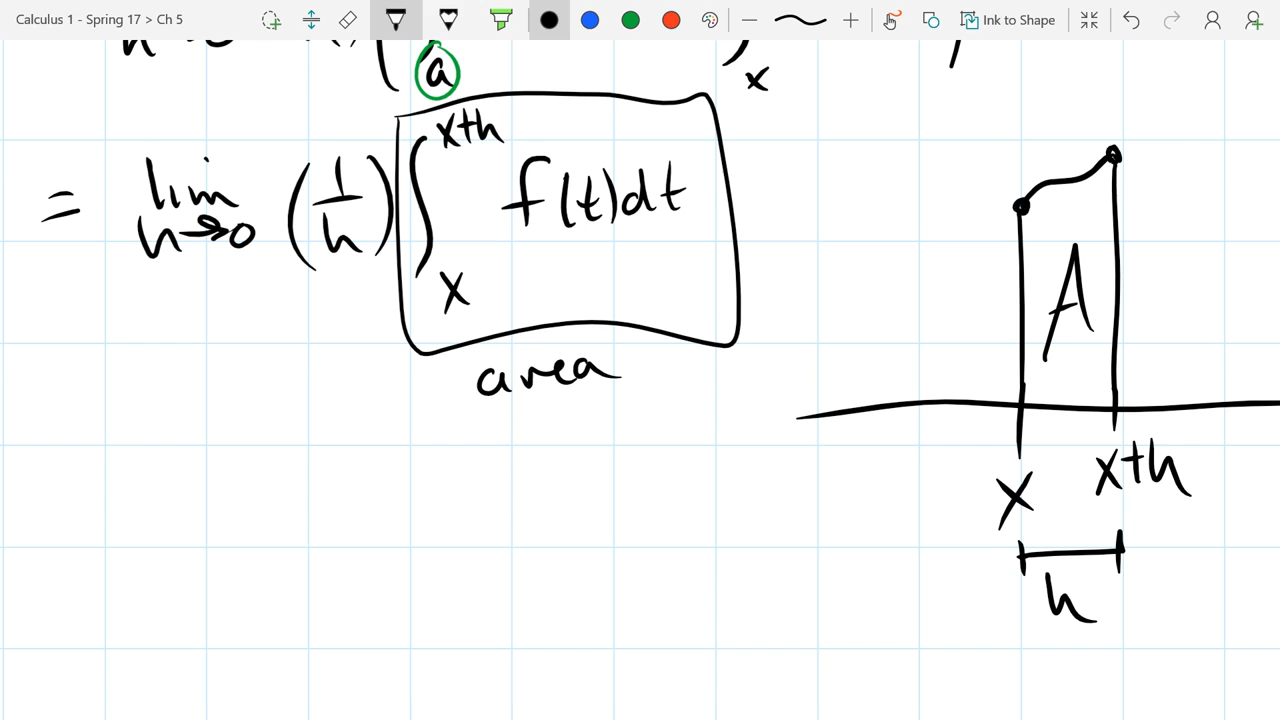 Calculus 1 - Spring 17 > Ch 5
Ink to Shape
a
x
= lim h→0 (1/h) ∫ x x+h f(t)dt
area
A
x
x+h
h